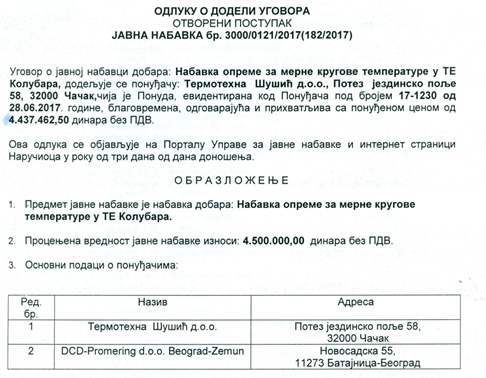 ОДЛУКУ О ДОДЕЛИ УГОВОРА
ОТВОРЕНИ ПОСТУПАК
ЈАВНА НАБАВКА бр. 3000/0121/2017(182/2017)
Уговор о јавној набавци добара: Набавка опреме за мерне кругове температуре у ТЕ
Колубара, додељује се понуђачу: Термотехна Шушић д.о.о., Потез јездинско поље
58, 32000 Чачак,чија је Понуда, евидентирана код Понуђача под бројем 17-1230 од
28.06.2017. године, благовремена, одговарајућа и прихватљива са понуђеном ценом од
4.437.462,50 динара без ПДВ.
Ова одлука се објављује на Порталу Управе за јавне набавке и интернет страници
Наручиоца у року од три дана од дана доношења.
О Б Р А З Л О Ж Е Њ Е
1. Предмет јавне набавке је набавка добара: Набавка опреме за мерне кругове
температуре у ТЕ Колубара.
2. Процењена вредност јавне набавке износи: 4.500.000,00 динара без ПДВ.
3. Основни подаци о понуђачима:
Ред. бр. Назив Адреса
1 Термотехна Шушић д.о.о. Потез јездинско поље 58,
32000 Чачак
2 DCD-Promering d.o.o. Beograd-Zemun Новосадска 55,
11273 Батајница-Београд